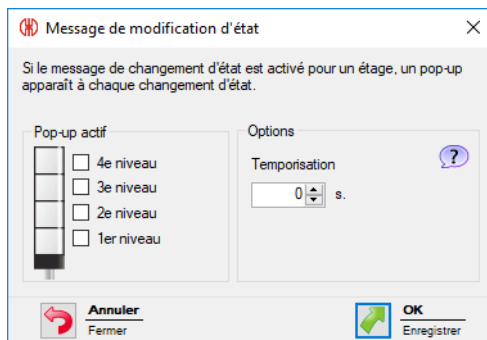 Message de modification d'état
Si le message de changement d'état est activé pour un étage, un pop-up
apparaît à chaque changement d'état.
Pop-up actif
4e niveau
3e niveau
2e niveau
1er niveau
Options
Temporisation
?
0 s.
Annuler
Fermer
OK
Enregistrer